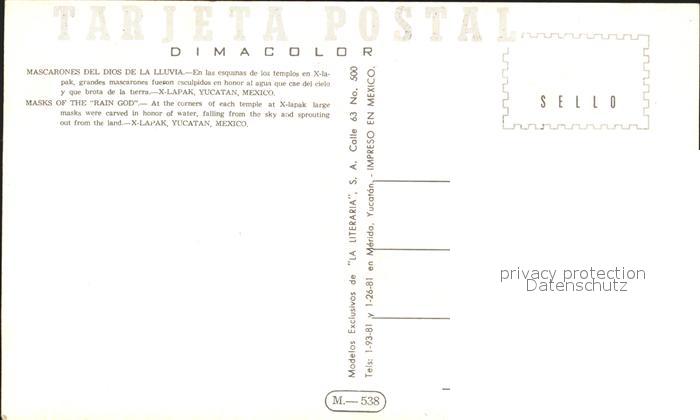 TARJETA POSTAL
DIMACOLOR
MASCARONES DEL DIOS DE LA LLUVIA.—En las esquinas de los templos en X-la-
pak, grandes mascarones fueron esculpidos en honor al agua que cae del cielo
y que brota de la tierra.—X-LAPAK, YUCATAN, MEXICO.
MASKS OF THE "RAIN GOD".— At the corners of each temple at X-lapak large
masks were carved in honor of water, falling from the sky and sprouting
out from the land.—X-LAPAK, YUCATAN, MEXICO.
Modelos Exclusivos de "LA LITERARIA", S. A. Calle 63 No. 500
Tels: 1-93-81 y 1-26-81 en Mérida, Yucatán. - IMPRESO EN MEXICO.
SELLO
privacy protection
Datenschutz
M.—538